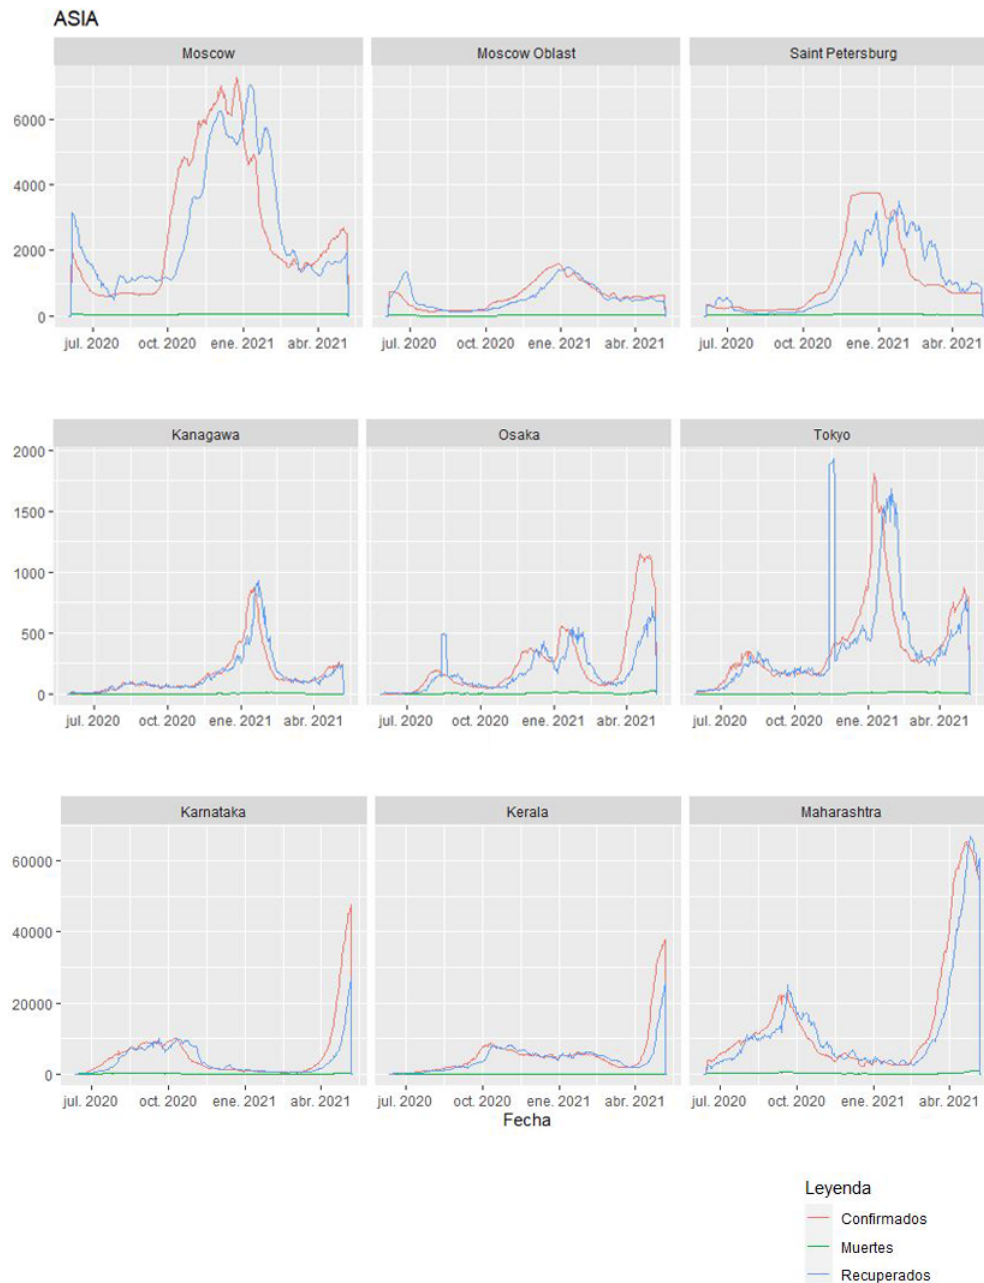 ASIA
Moscow Moscow Oblast Saint Petersburg
6000
4000
2000
0
jul. 2020 oct. 2020 ene. 2021 abr. 2021 jul. 2020 oct. 2020 ene. 2021 abr. 2021 jul. 2020 oct. 2020 ene. 2021 abr. 2021
Kanagawa Osaka Tokyo
2000
1500
1000
500
0
jul. 2020 oct. 2020 ene. 2021 abr. 2021 jul. 2020 oct. 2020 ene. 2021 abr. 2021 jul. 2020 oct. 2020 ene. 2021 abr. 2021
Karnataka Kerala Maharashtra
60000
40000
20000
0
jul. 2020 oct. 2020 ene. 2021 abr. 2021 jul. 2020 oct. 2020 ene. 2021 abr. 2021 jul. 2020 oct. 2020 ene. 2021 abr. 2021
Fecha
Leyenda
Confirmados
Muertes
Recuperados